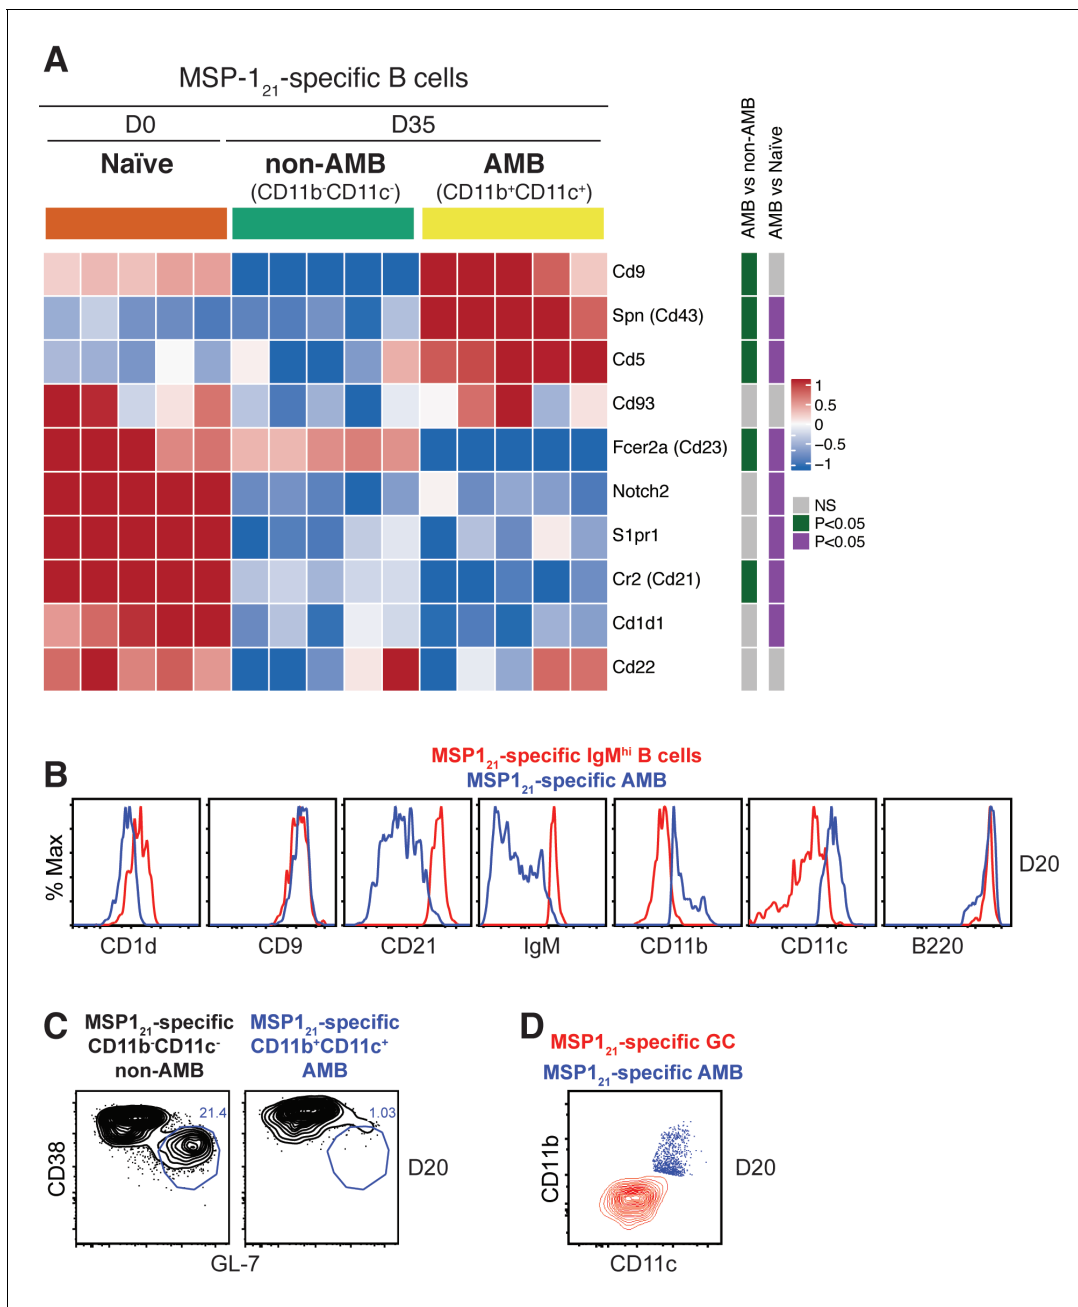 A
MSP-1₂₁-specific B cells
D0
D35
Naïve
non-AMB
(CD11b⁻CD11c⁻)
AMB
(CD11b⁺CD11c⁺)
AMB vs non-AMB
AMB vs Naïve
Cd9
Spn (Cd43)
Cd5
Cd93
Fcer2a (Cd23)
Notch2
S1pr1
Cr2 (Cd21)
Cd1d1
Cd22
1
0.5
0
−0.5
−1
NS
P<0.05
P<0.05
B
MSP1₂₁-specific IgMʰⁱ B cells
MSP1₂₁-specific AMB
% Max
D20
CD1d
CD9
CD21
IgM
CD11b
CD11c
B220
C
MSP1₂₁-specific
CD11b⁻CD11c⁻
non-AMB
MSP1₂₁-specific
CD11b⁺CD11c⁺
AMB
21.4
1.03
CD38
D20
GL-7
D
MSP1₂₁-specific GC
MSP1₂₁-specific AMB
CD11b
D20
CD11c